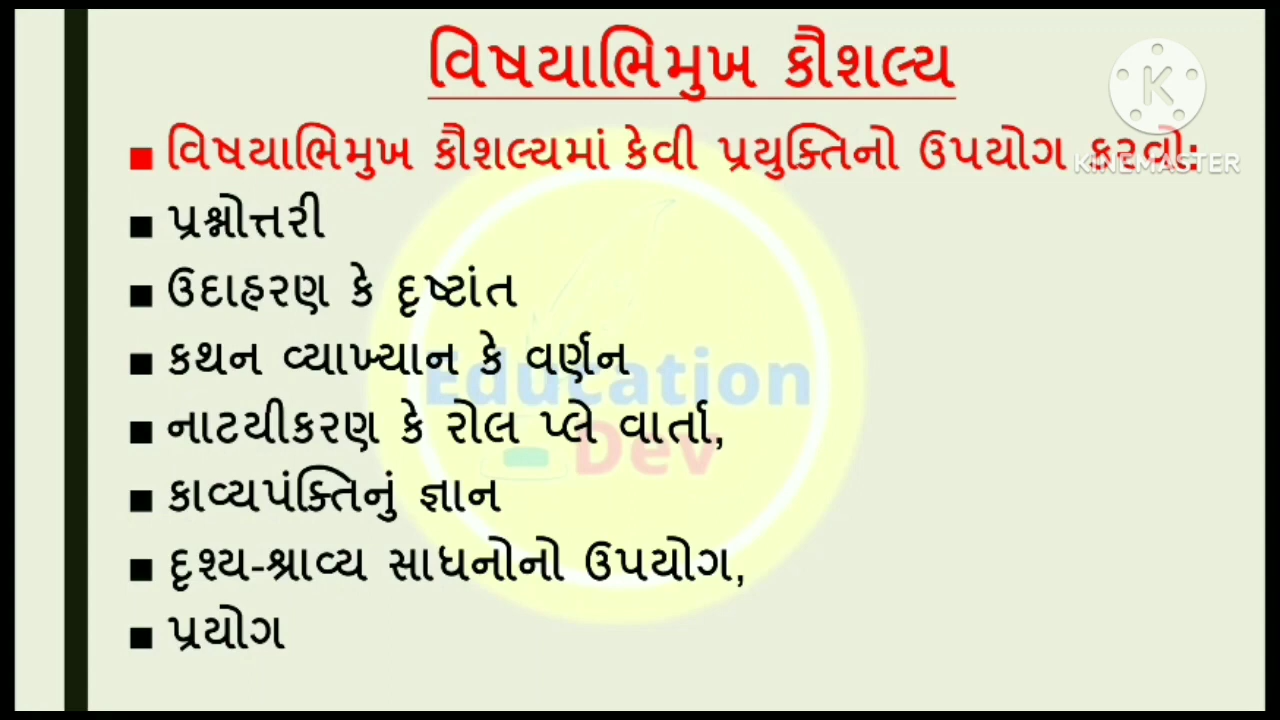 વિષયાભિમુખ કૌશલ્ય
વિષયાભિમુખ કૌશલ્યમાં કેવી પ્રયુક્તિનો ઉપયોગ કરવો:
KINEMASTER
પ્રશ્નોત્તરી
ઉદાહરણ કે દૃષ્ટાંત
કથન વ્યાખ્યાન કે વર્ણન
નાટયીકરણ કે રોલ પ્લે વાર્તા,
કાવ્યપંક્તિનું જ્ઞાન
દૃશ્ય-શ્રાવ્ય સાધનોનો ઉપયોગ,
પ્રયોગ
K
Education
Dev